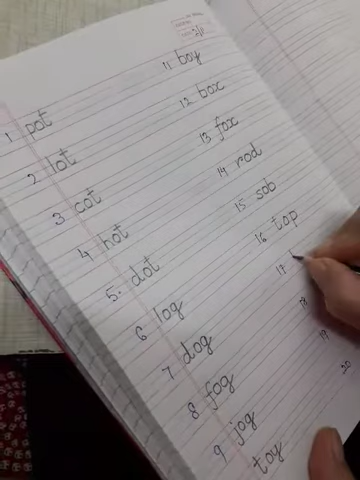 1 pot
2 lot
3 cot
4 hot
5. dot
6 log
7 dog
8 fog
9 jog
toy
11 boy
12 box
13 fox
14 rod
15 sob
16 top
17
18
19
20